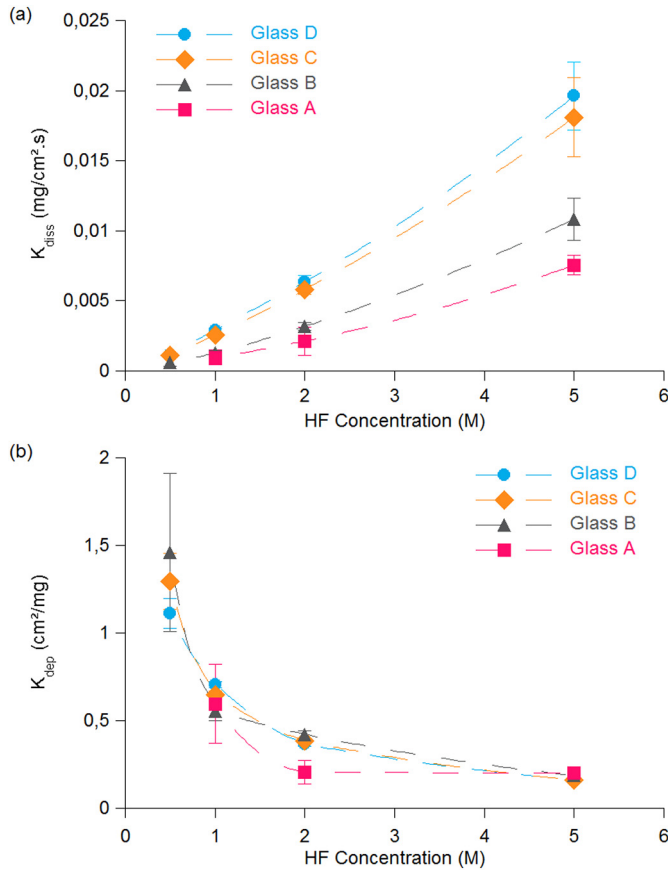 (a)
0,025
0,02
0,015
0,01
0,005
0
K_diss (mg/cm².s)
Glass D
Glass C
Glass B
Glass A
0 1 2 3 4 5 6
HF Concentration (M)
(b)
2
1,5
1
0,5
0
K_dep (cm²/mg)
Glass D
Glass C
Glass B
Glass A
0 1 2 3 4 5 6
HF Concentration (M)